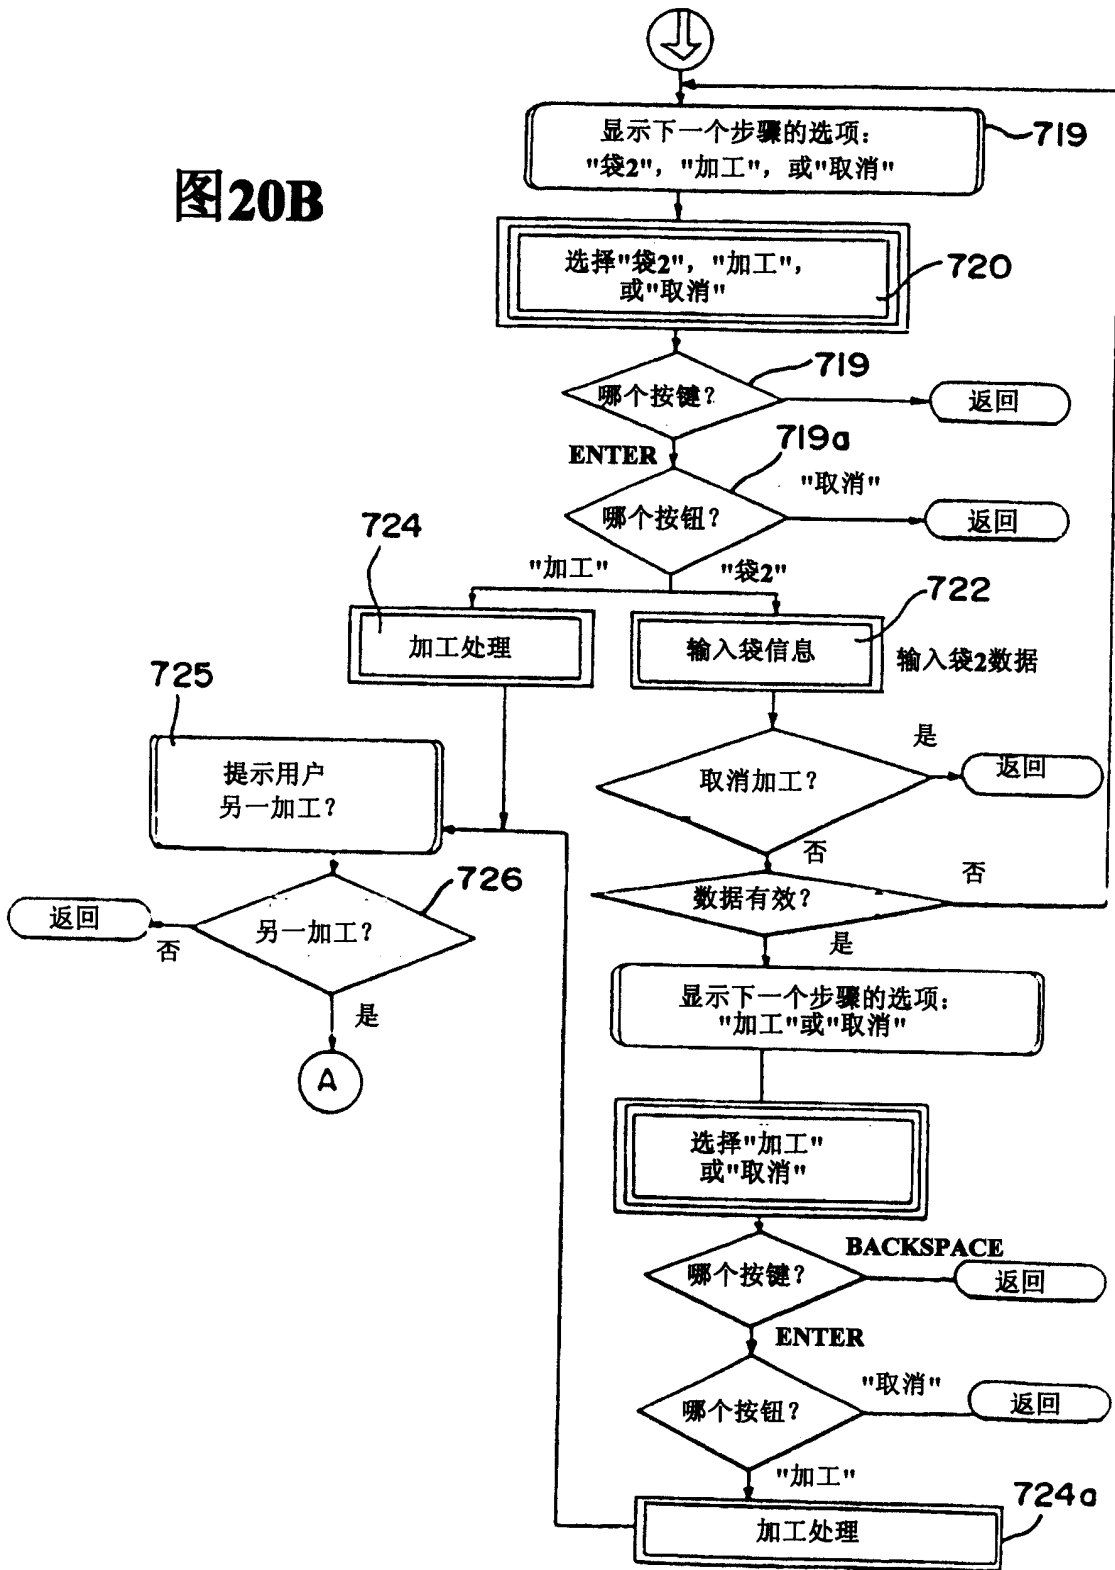 显示下一个步骤的选项：
"袋2"，"加工"，或"取消"
719
图20B
选择"袋2"，"加工"，
或"取消"
720
719
哪个按键？
返回
ENTER
719a
"取消"
哪个按钮？
返回
724
"加工"
"袋2"
722
加工处理
输入袋信息
输入袋2数据
725
是
提示用户
另一加工？
取消加工？
返回
否
726
数据有效？
否
返回
另一加工？
否
是
是
显示下一个步骤的选项：
"加工"或"取消"
A
选择"加工"
或"取消"
BACKSPACE
哪个按键？
返回
ENTER
"取消"
哪个按钮？
返回
"加工"
724a
加工处理